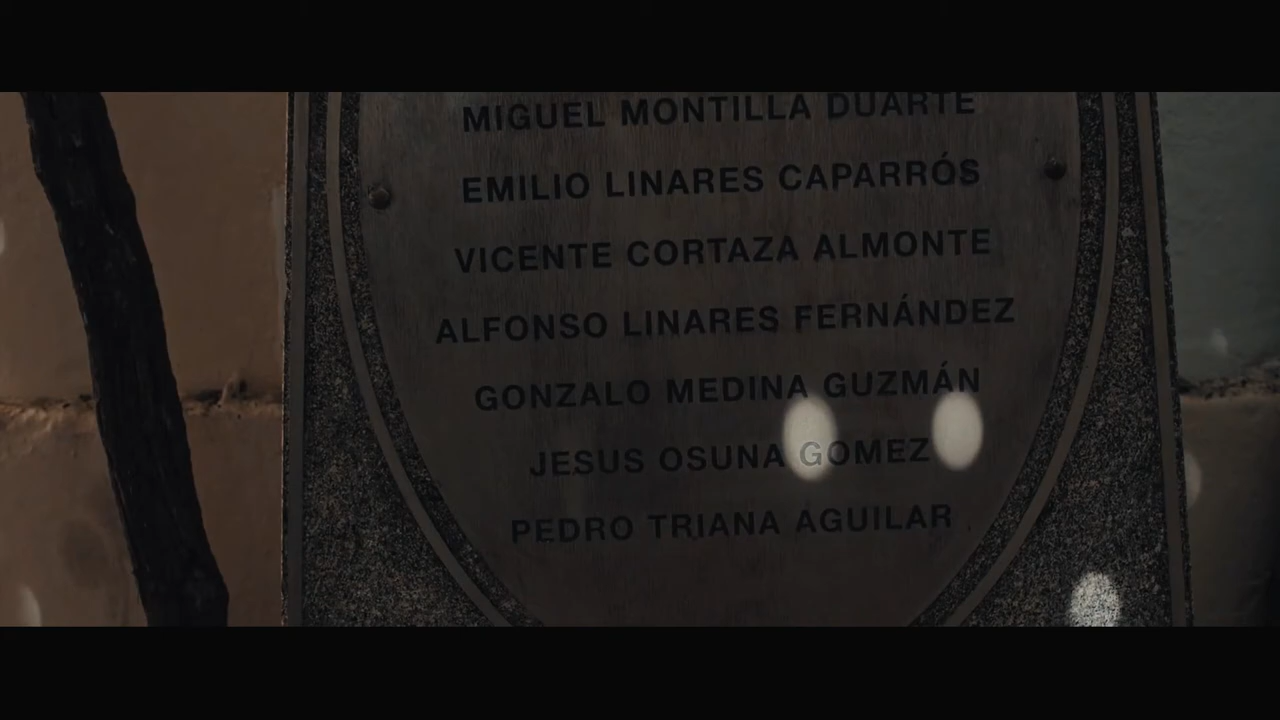 MIGUEL MONTILLA DUARTE
EMILIO LINARES CAPARRÓS
VICENTE CORTAZA ALMONTE
ALFONSO LINARES FERNÁNDEZ
GONZALO MEDINA GUZMÁN
JESUS OSUNA GOMEZ
PEDRO TRIANA AGUILAR